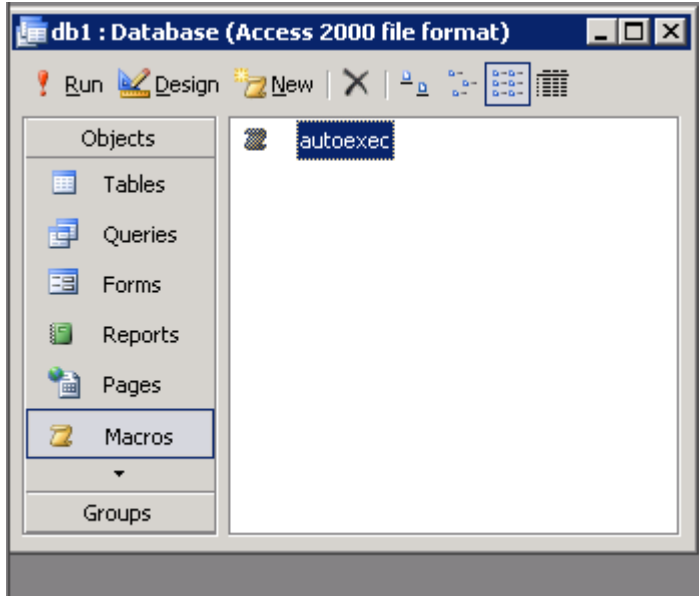 db1 : Database (Access 2000 file format)
Run Design New
Objects
Tables
Queries
Forms
Reports
Pages
Macros
Groups
autoexec